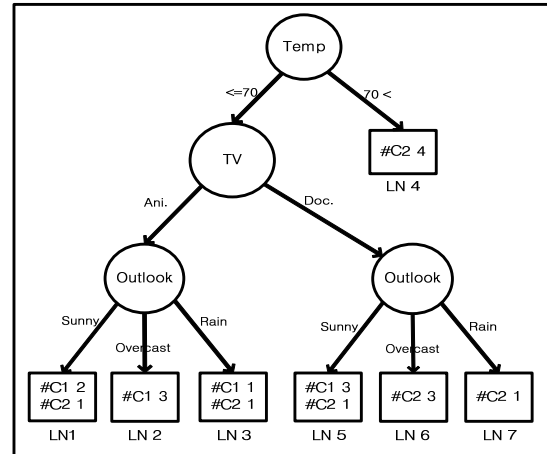 Temp
<=70
70 <
TV
#C2 4
LN 4
Ani.
Doc.
Outlook
Outlook
Sunny
Overcast
Rain
Sunny
Overcast
Rain
#C1 2
#C2 1
#C1 3
#C1 1
#C2 1
#C1 3
#C2 1
#C2 3
#C2 1
LN1
LN 2
LN 3
LN 5
LN 6
LN 7